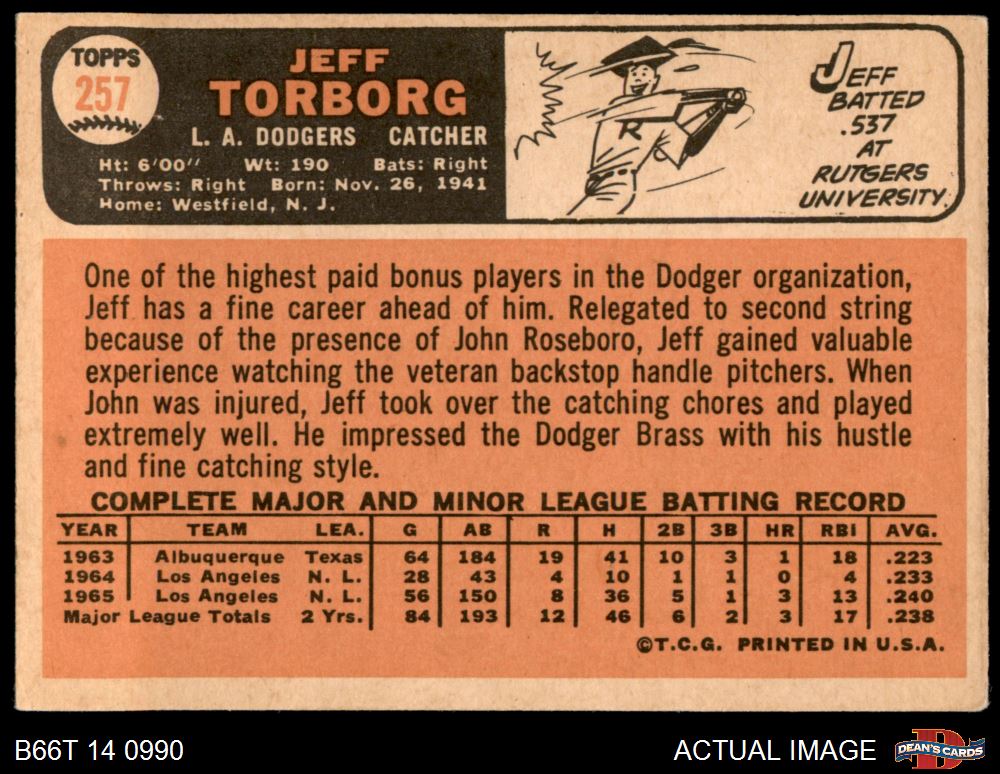 TOPPS
257
JEFF
TORBORG
L. A. DODGERS CATCHER
Ht: 6'00" Wt: 190 Bats: Right
Throws: Right Born: Nov. 26, 1941
Home: Westfield, N. J.
R
JEFF
BATTED
.537
AT
RUTGERS
UNIVERSITY.
One of the highest paid bonus players in the Dodger organization,
Jeff has a fine career ahead of him. Relegated to second string
because of the presence of John Roseboro, Jeff gained valuable
experience watching the veteran backstop handle pitchers. When
John was injured, Jeff took over the catching chores and played
extremely well. He impressed the Dodger Brass with his hustle
and fine catching style.
COMPLETE MAJOR AND MINOR LEAGUE BATTING RECORD
YEAR TEAM LEA. G AB R H 2B 3B HR RBI AVG.
1963 Albuquerque Texas 64 184 19 41 10 3 1 18 .223
1964 Los Angeles N. L. 28 43 4 10 1 1 0 4 .233
1965 Los Angeles N. L. 56 150 8 36 5 1 3 13 .240
Major League Totals 2 Yrs. 84 193 12 46 6 2 3 17 .238
©T.C.G. PRINTED IN U.S.A.
B66T 14 0990
ACTUAL IMAGE
D
DEAN'S CARDS